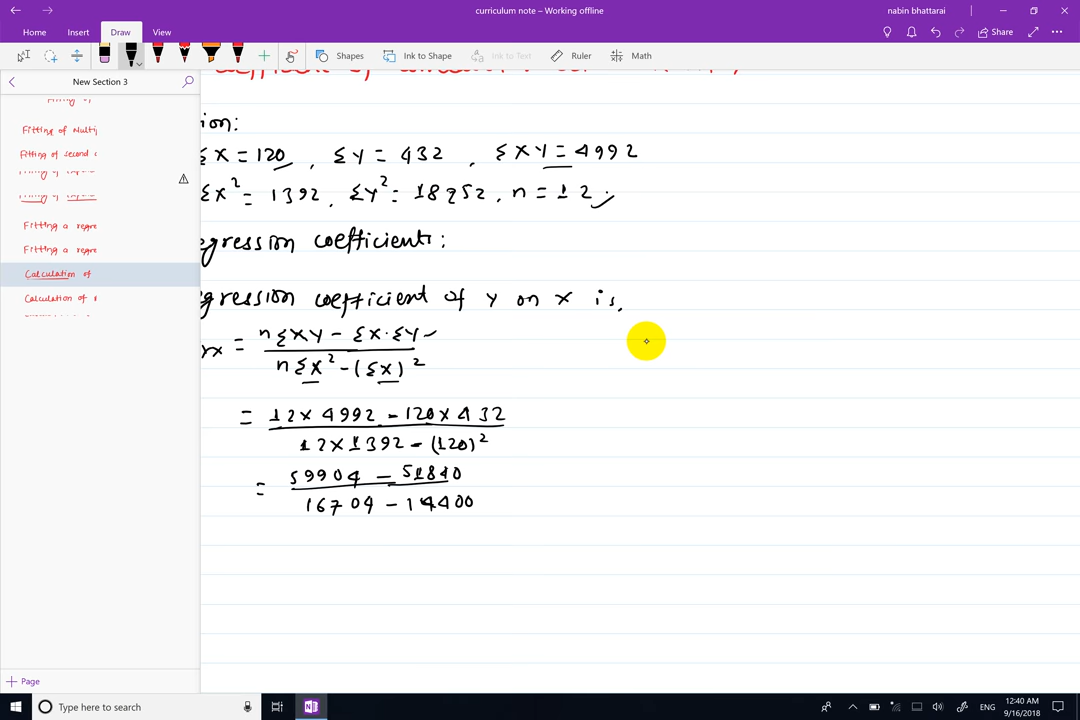 curriculum note – Working offline
nabin bhattarai
Home Insert Draw View
Share
Shapes Ink to Shape Ink to Text Ruler Math
New Section 3
Fitting of Multip
Fitting of second
Fitting a regre
Fitting a regre
Calculation of
Calculation of
ion:
ΣX = 120, ΣY = 432, ΣXY = 4992
ΣX² = 1392, ΣY² = 18252, n = 12
egression coefficients:
gression coefficient of Y on X is,
yx = nΣXY - ΣX·ΣY
nΣX² - (ΣX)²
= 12 × 4992 - 120 × 432
12 × 1392 - (120)²
= 59904 - 51840
16704 - 14400
+ Page
Type here to search
ENG
12:40 AM
9/16/2018